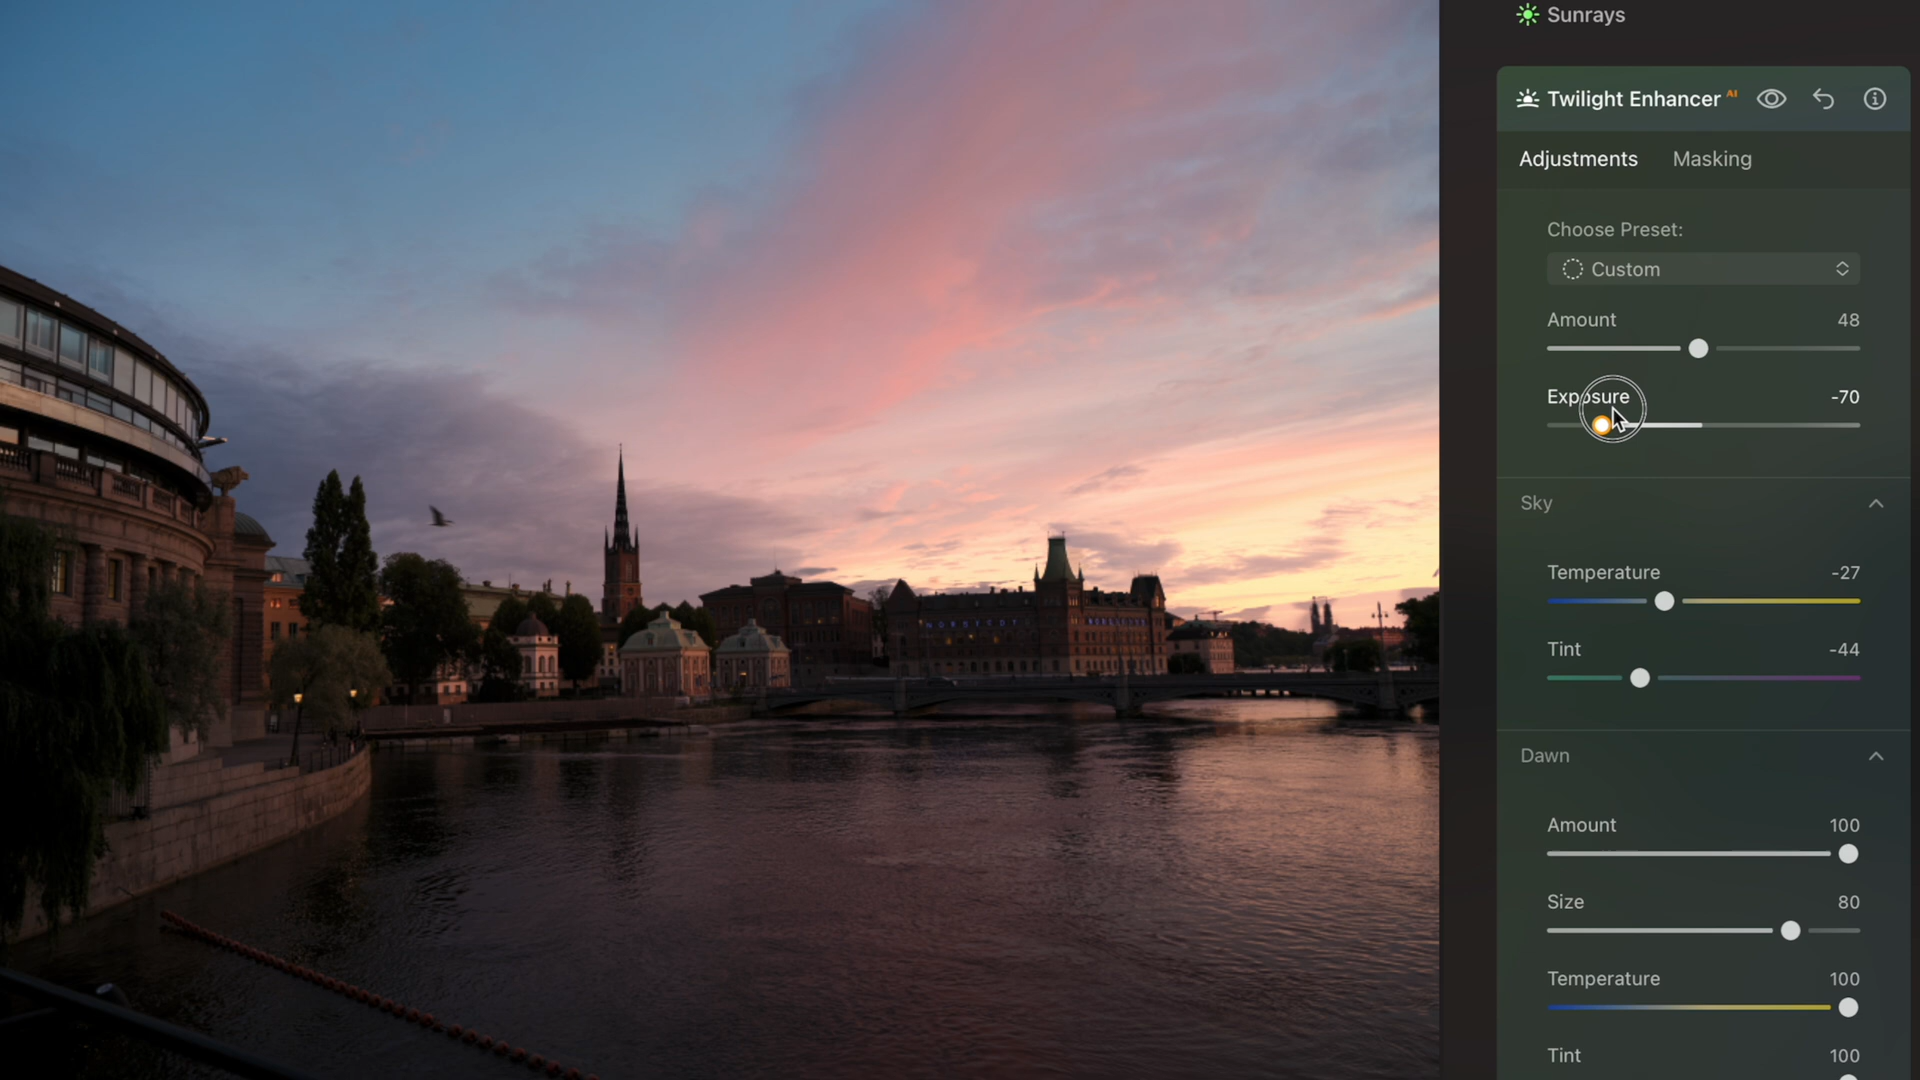 Sunrays
Twilight Enhancer AI
Adjustments Masking
Choose Preset:
Custom
Amount 48
Exposure -70
Sky
Temperature -27
Tint -44
Dawn
Amount 100
Size 80
Temperature 100
Tint 100
NORSTEDT